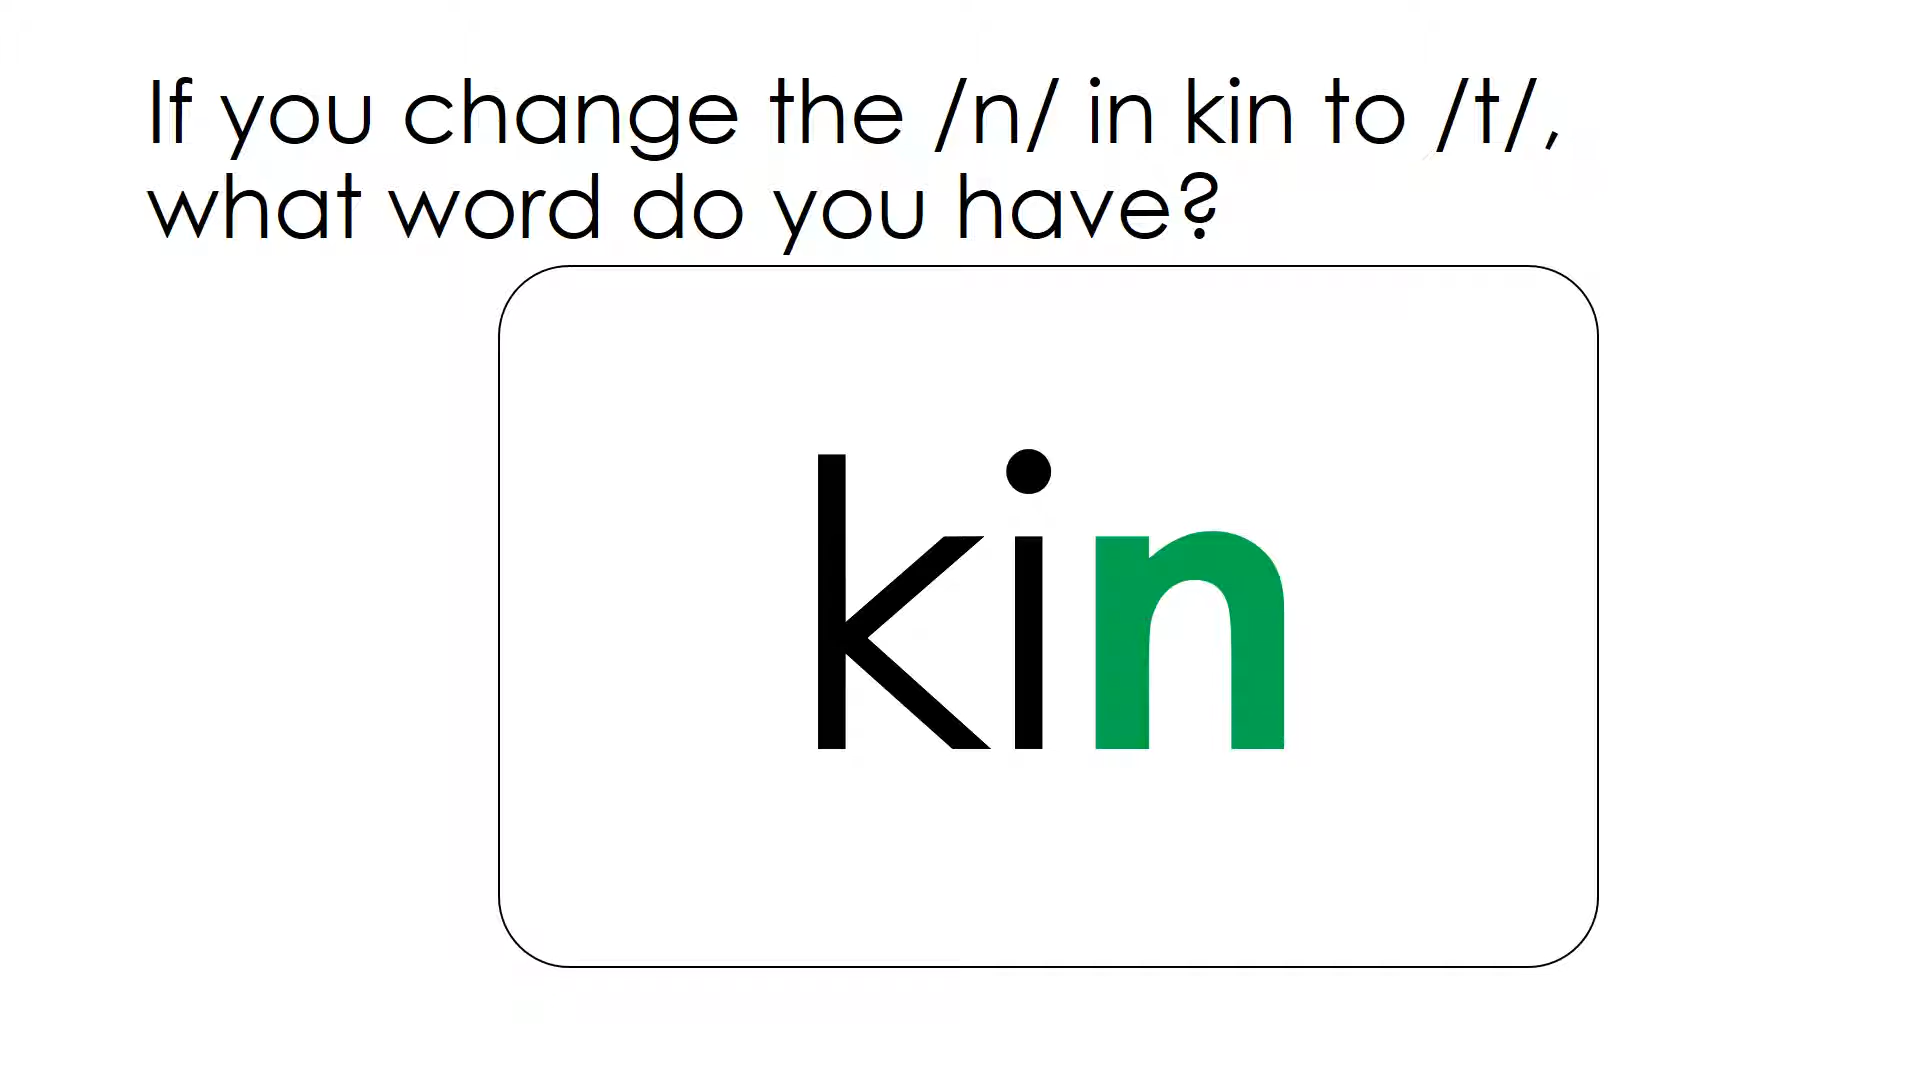 If you change the /n/ in kin to /t/,
what word do you have?
kin